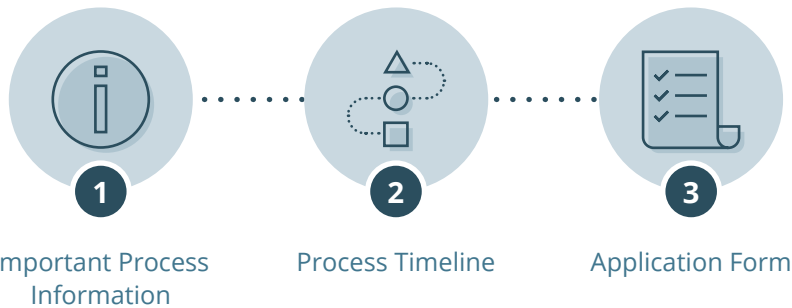 1
2
3
mportant Process
Information
Process Timeline
Application Form